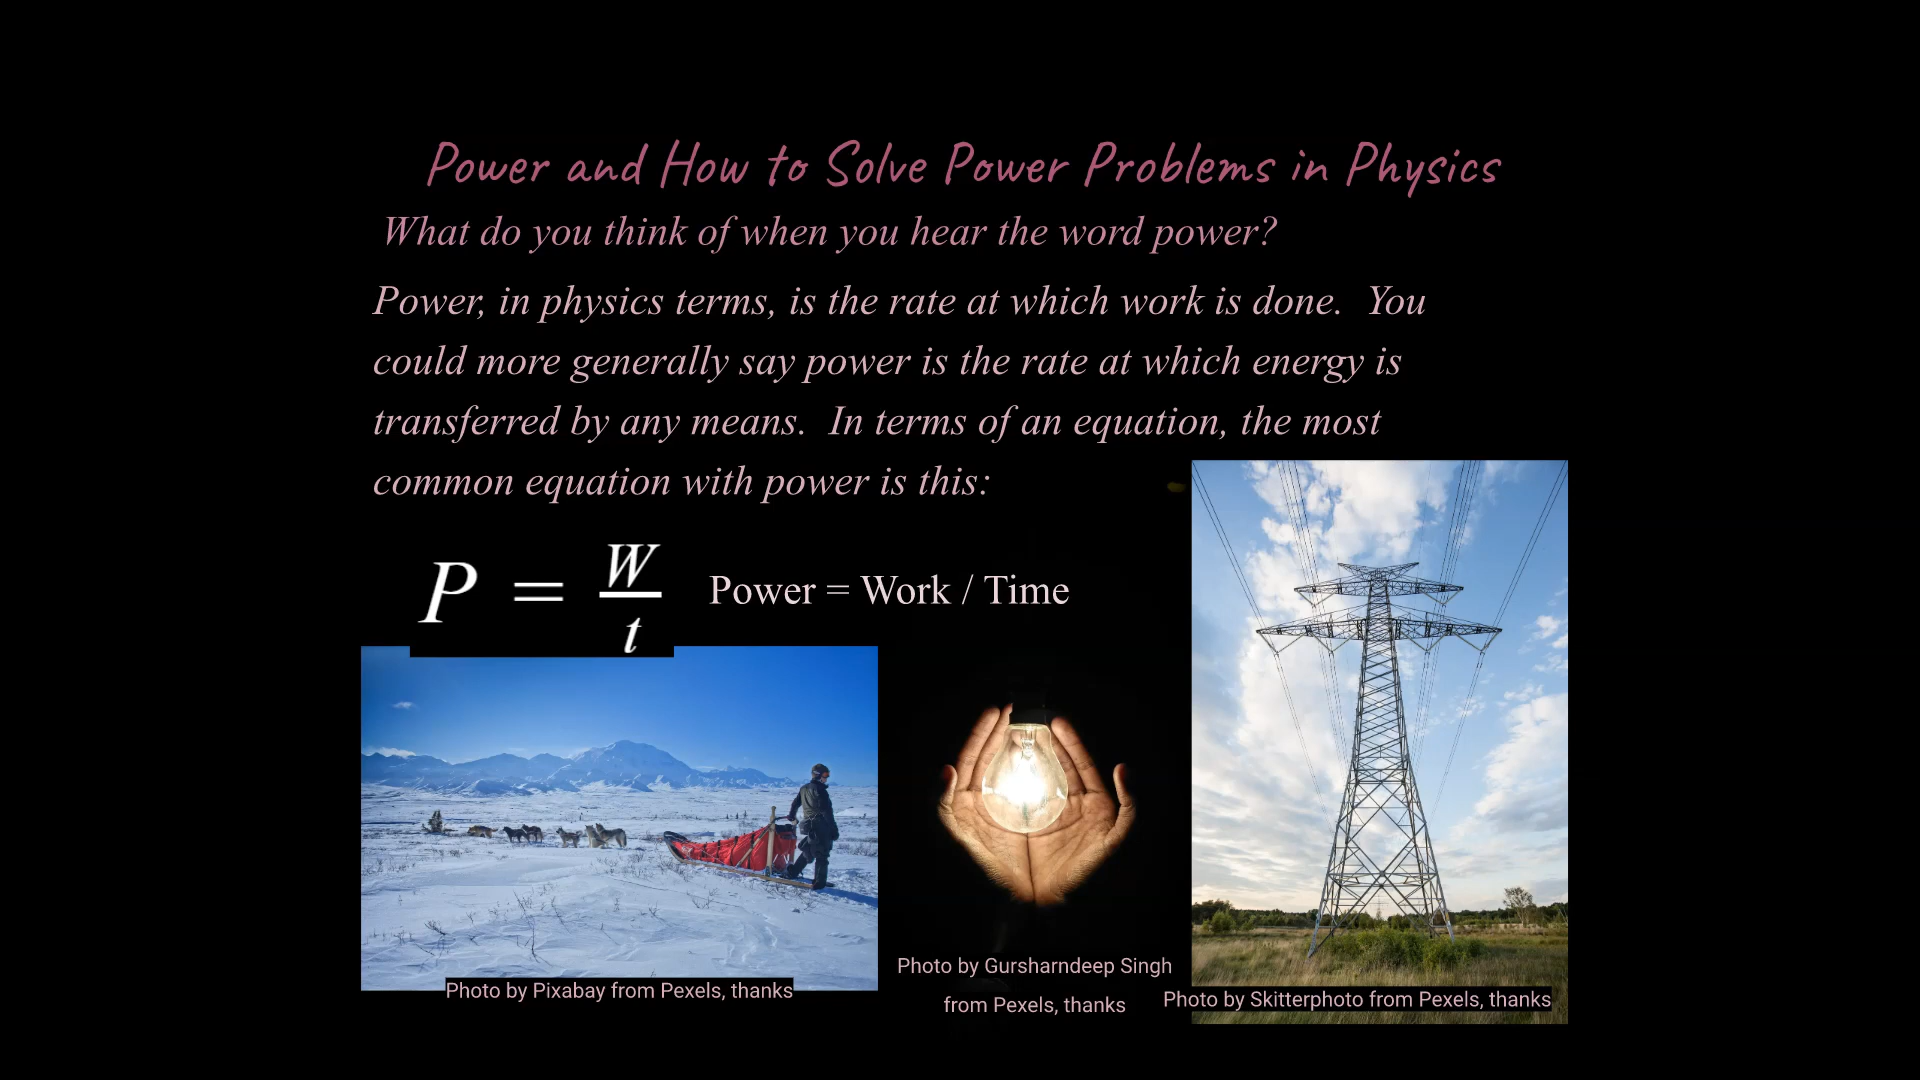 Power and How to Solve Power Problems in Physics
What do you think of when you hear the word power?
Power, in physics terms, is the rate at which work is done.  You
could more generally say power is the rate at which energy is
transferred by any means.  In terms of an equation, the most
common equation with power is this:
P = W/t
Power = Work / Time
Photo by Pixabay from Pexels, thanks
Photo by Gursharndeep Singh
from Pexels, thanks
Photo by Skitterphoto from Pexels, thanks